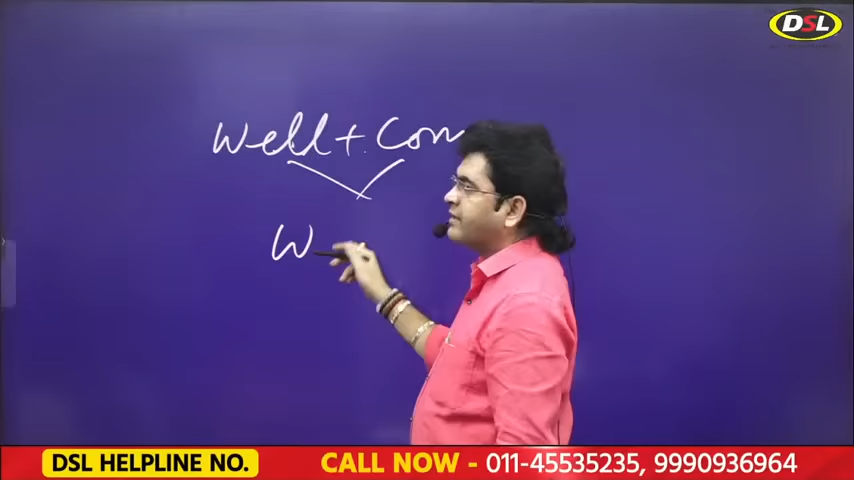 DSL
Well + Con
W
DSL HELPLINE NO. CALL NOW - 011-45535235, 9990936964